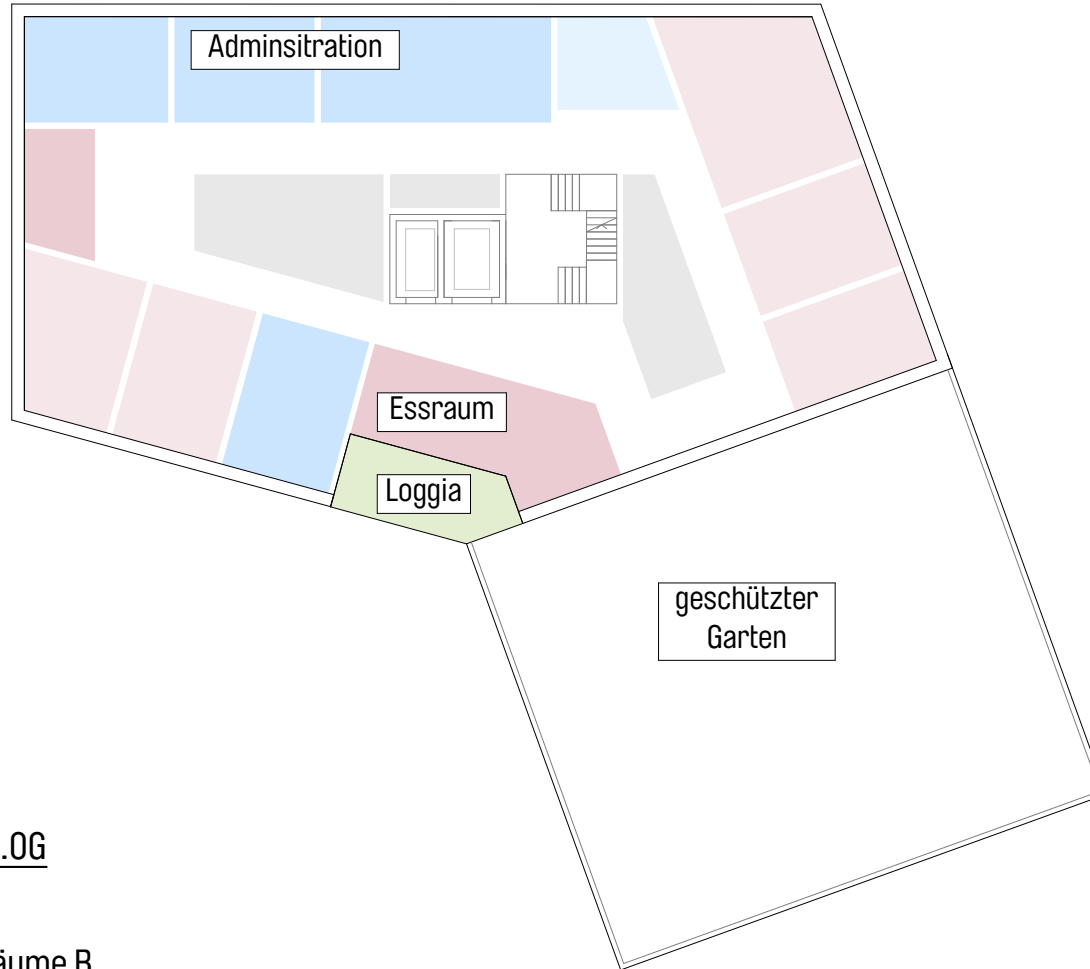 Adminsitration
Essraum
Loggia
geschützter
Garten
.OG
äume B